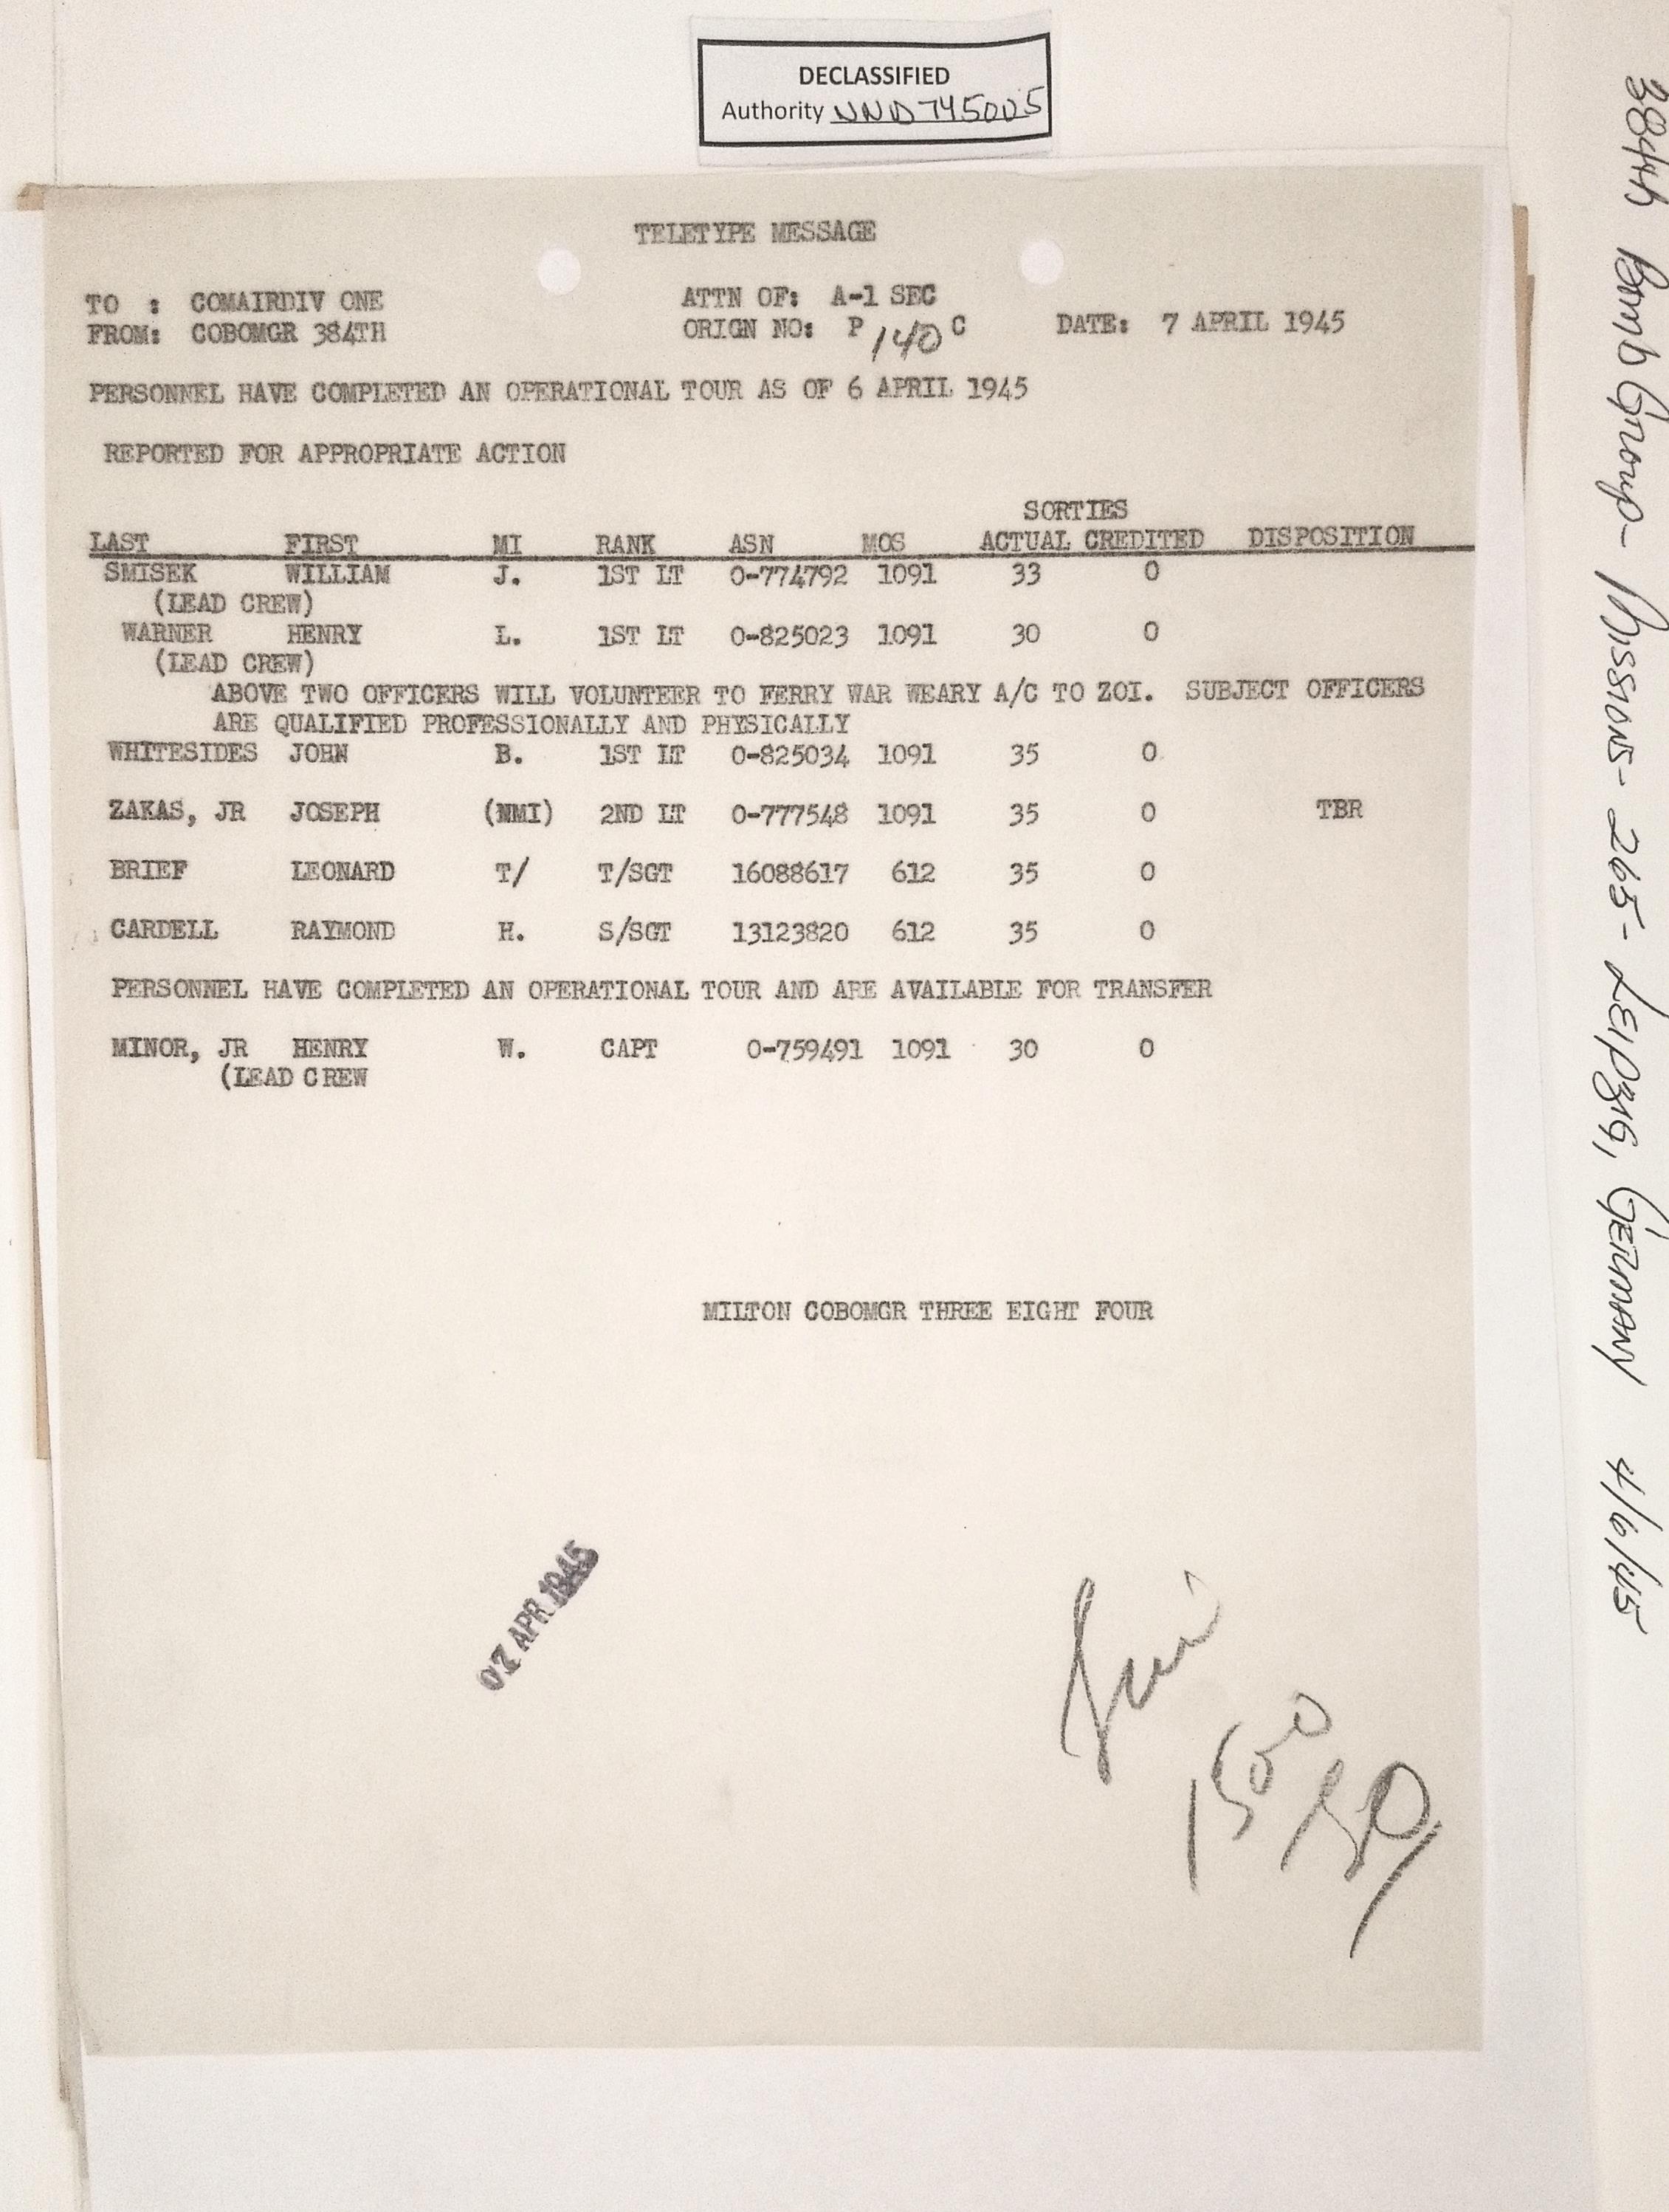 DECLASSIFIED
Authority NND 745005
TELETYPE MESSAGE
TO : COMAIRDIV ONE ATTN OF: A-1 SEC
FROM: COBOMGR 384TH ORIGN NO: P 140 C DATE: 7 APRIL 1945
PERSONNEL HAVE COMPLETED AN OPERATIONAL TOUR AS OF 6 APRIL 1945
REPORTED FOR APPROPRIATE ACTION
SORTIES
LAST FIRST MI RANK ASN MOS ACTUAL CREDITED DISPOSITION
SMISEK WILLIAM J. 1ST LT 0-774792 1091 33 0
(LEAD CREW)
WARNER HENRY L. 1ST LT 0-825023 1091 30 0
(LEAD CREW)
ABOVE TWO OFFICERS WILL VOLUNTEER TO FERRY WAR WEARY A/C TO ZOI. SUBJECT OFFICERS
ARE QUALIFIED PROFESSIONALLY AND PHYSICALLY
WHITESIDES JOHN B. 1ST LT 0-825034 1091 35 0
ZAKAS, JR JOSEPH (NMI) 2ND LT 0-777548 1091 35 0 TBR
BRIEF LEONARD T/ T/SGT 16088617 612 35 0
CARDELL RAYMOND H. S/SGT 13123820 612 35 0
PERSONNEL HAVE COMPLETED AN OPERATIONAL TOUR AND ARE AVAILABLE FOR TRANSFER
MINOR, JR HENRY W. CAPT 0-759491 1091 30 0
(LEAD CREW
MILTON COBOMGR THREE EIGHT FOUR
07 APR 1945
1500
384th Bomb Group- Missions- 265- LEIPZIG, GERMANY 4/6/45